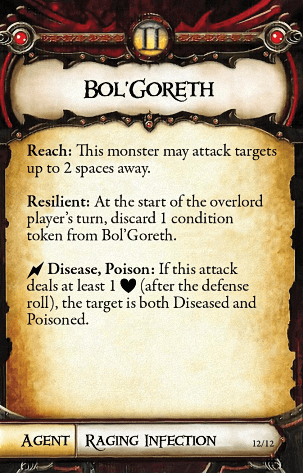 II
BOL'GORETH
Reach: This monster may attack targets
up to 2 spaces away.
Resilient: At the start of the overlord
player's turn, discard 1 condition
token from Bol'Goreth.
Disease, Poison: If this attack
deals at least 1 (after the defense
roll), the target is both Diseased and
Poisoned.
AGENT RAGING INFECTION 12/12